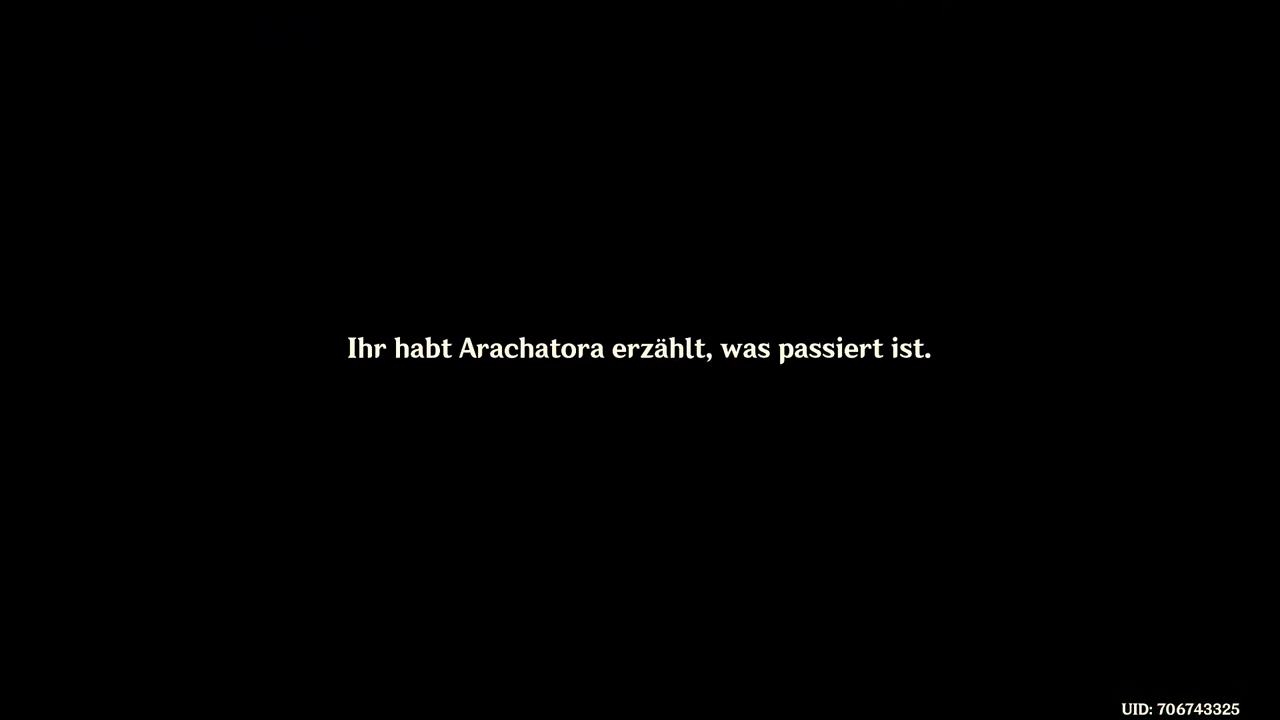 Ihr habt Arachatora erzählt, was passiert ist.
UID: 706743325